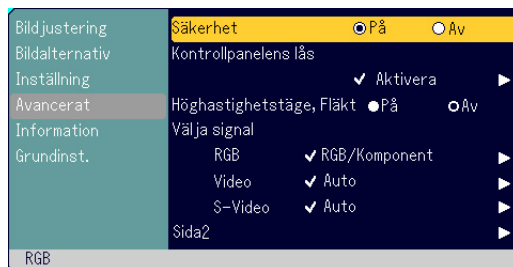 Bildjustering
Bildalternativ
Inställning
Avancerat
Information
Grundinst.
Säkerhet På Av
Kontrollpanelens lås
Aktivera
Höghastighetstäge, Fläkt På Av
Välja signal
RGB RGB/Komponent
Video Auto
S-Video Auto
Sida2
RGB